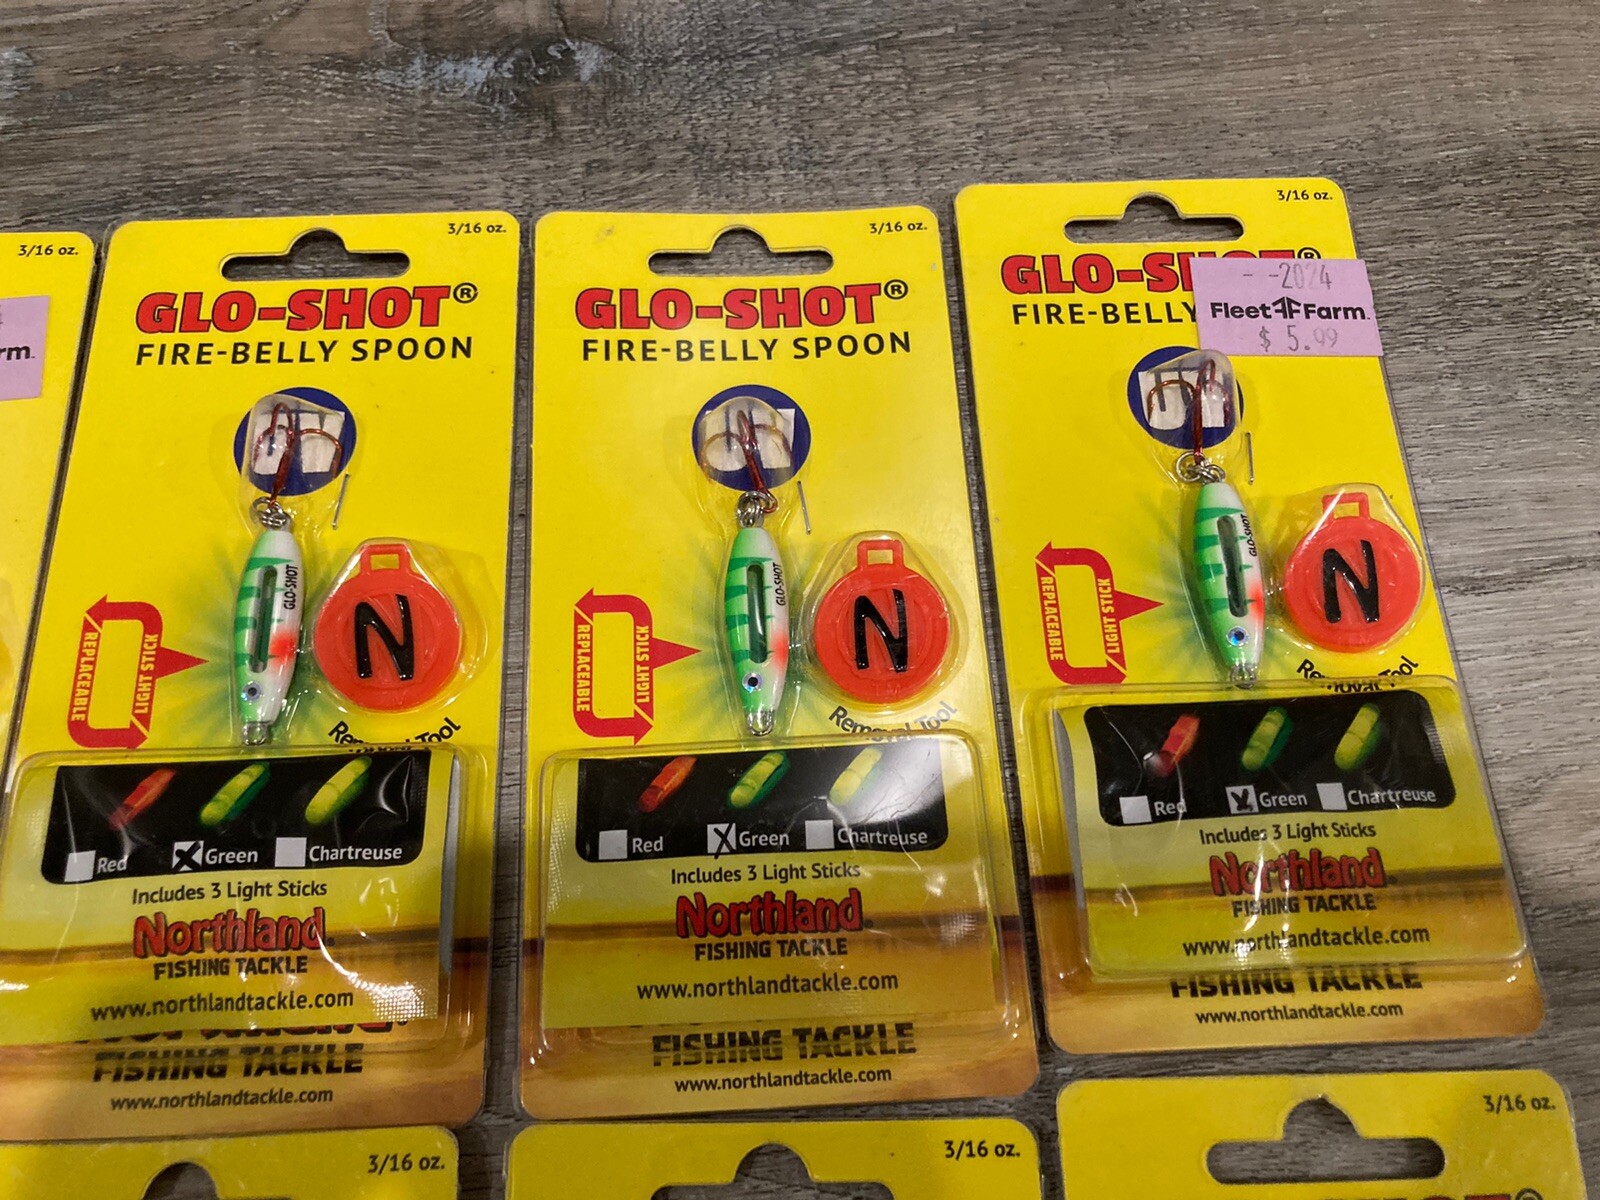 3/16 oz.
rm.
3/16 oz.
GLO-SHOT®
FIRE-BELLY SPOON
GLO-SHOT
N
REPLACEABLE
LIGHT STICK
Removal Tool
Red
Green
Chartreuse
Includes 3 Light Sticks
Northland®
FISHING TACKLE
www.northlandtackle.com
FISHING TACKLE
www.northlandtackle.com
3/16 oz.
GLO-SHOT®
FIRE-BELLY SPOON
GLO-SHOT
N
REPLACEABLE
LIGHT STICK
Removal Tool
Red
Green
Chartreuse
Includes 3 Light Sticks
Northland®
FISHING TACKLE
www.northlandtackle.com
FISHING TACKLE
www.northlandtackle.com
3/16 oz.
GLO-S ®
FIRE-BELLY
- -2024
Fleet Farm.
$ 5.99
GLO-SHOT
N
REPLACEABLE
LIGHT STICK
Removal Tool
Red
Green
Chartreuse
Includes 3 Light Sticks
Northland®
FISHING TACKLE
www.northlandtackle.com
FISHING TACKLE
www.northlandtackle.com
3/16 oz.
3/16 oz.
3/16 oz.